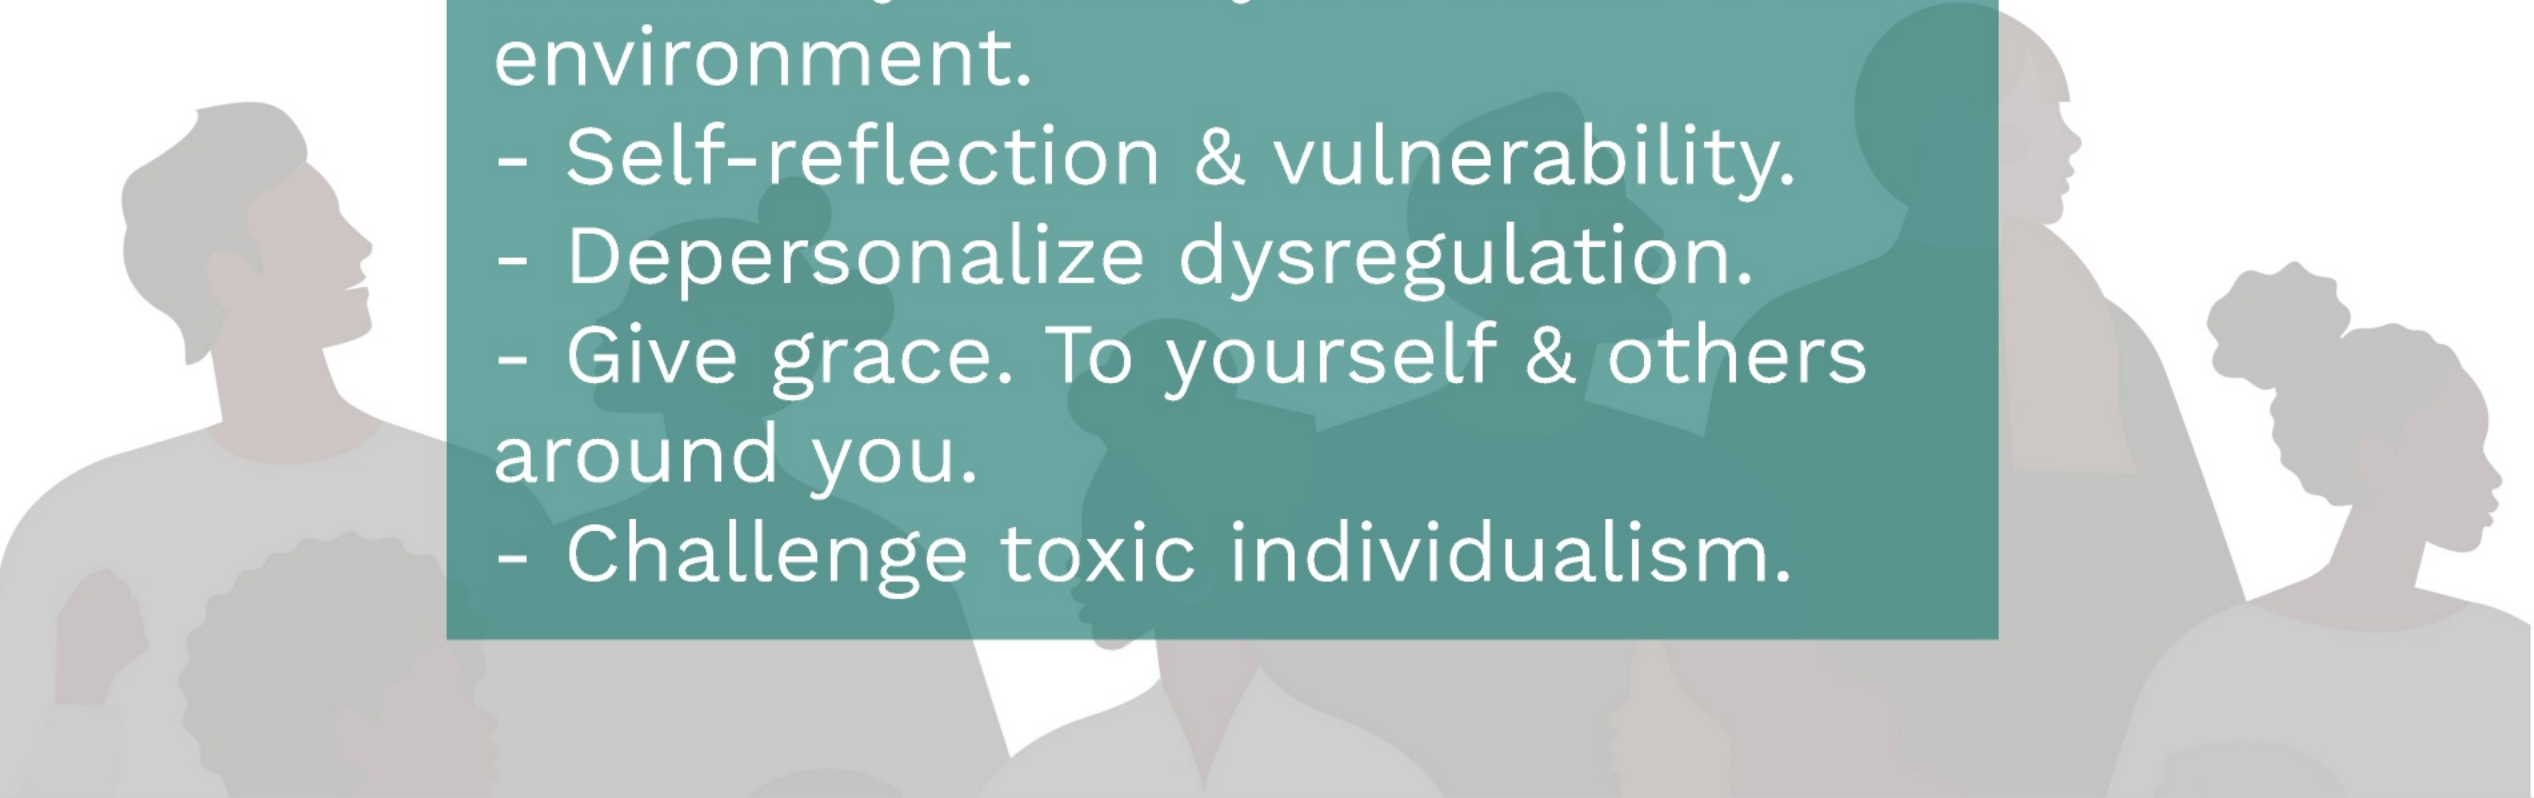 environment.
- Self-reflection & vulnerability.
- Depersonalize dysregulation.
- Give grace. To yourself & others
around you.
- Challenge toxic individualism.